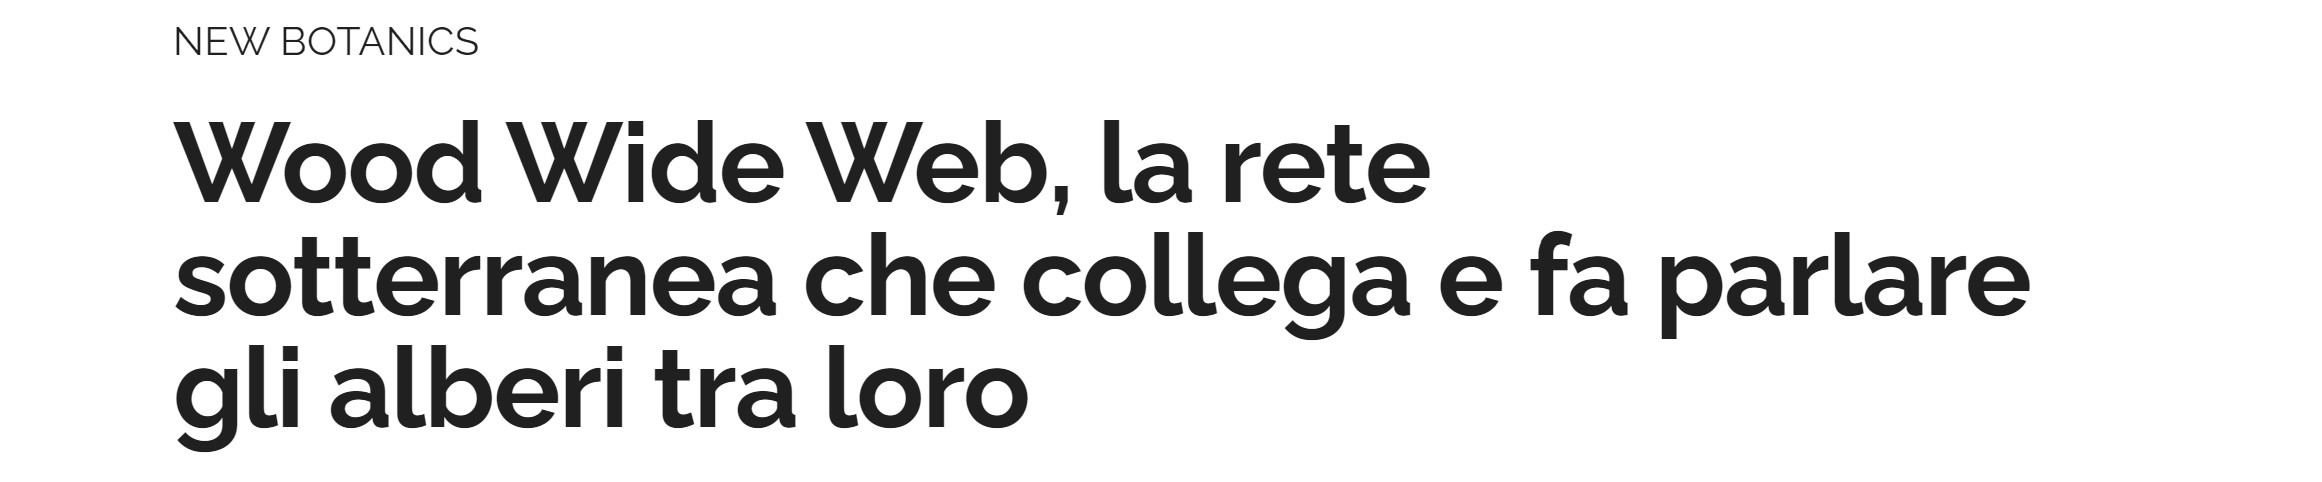 NEW BOTANICS
Wood Wide Web, la rete
sotterranea che collega e fa parlare
gli alberi tra loro